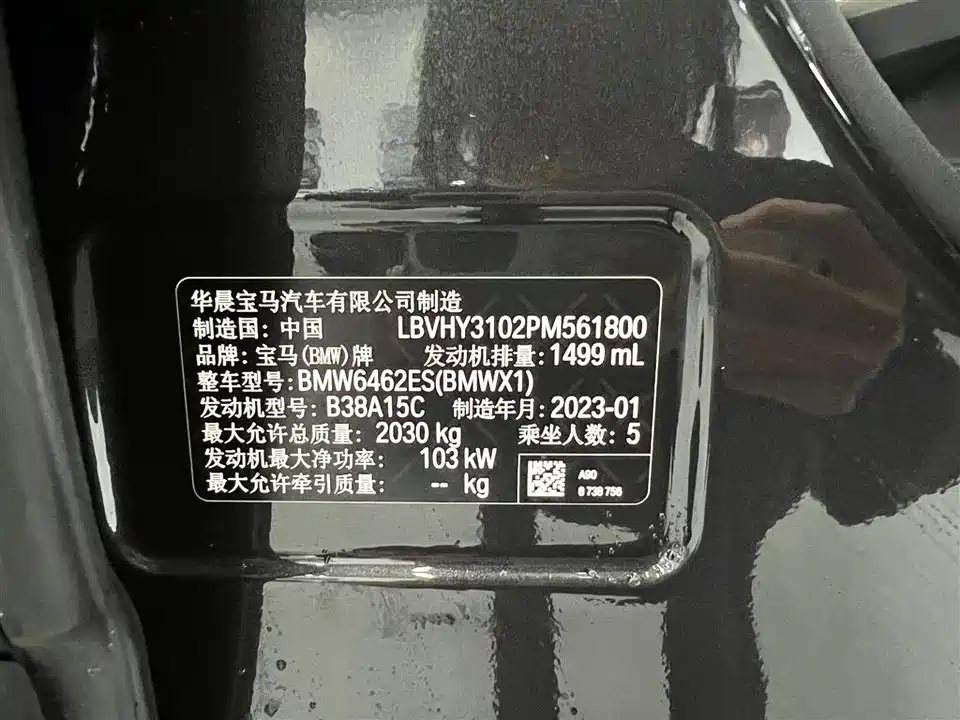 华晨宝马汽车有限公司制造
制造国：中国 LBVHY3102PM561800
品牌：宝马(BMW)牌 发动机排量：1499 mL
整车型号：BMW6462ES(BMWX1)
发动机型号：B38A15C 制造年月：2023-01
最大允许总质量：2030 kg 乘坐人数：5
发动机最大净功率：103 kW
最大允许牵引质量：-- kg
A90
8 738 756